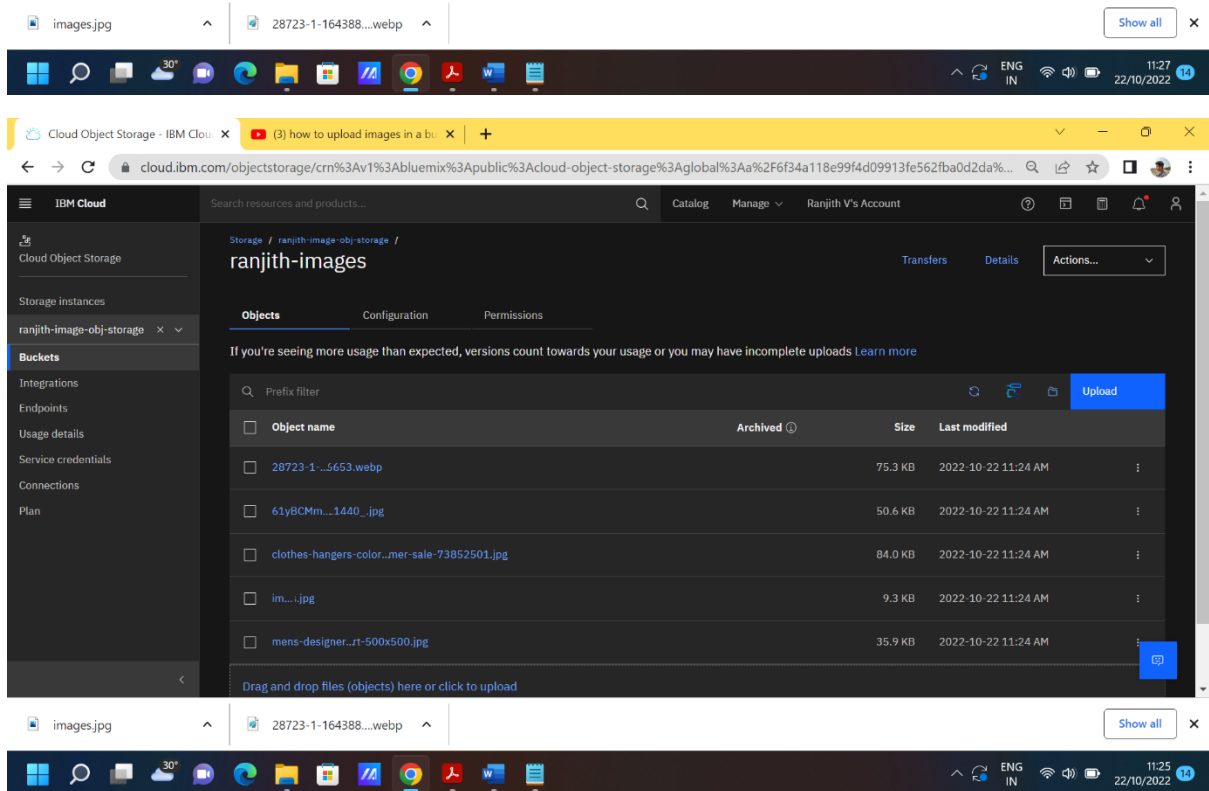 images.jpg 28723-1-164388....webp Show all
30° ENG 11:27
IN 22/10/2022 14
Cloud Object Storage - IBM Clou (3) how to upload images in a bu
cloud.ibm.com/objectstorage/crn%3Av1%3Abluemix%3Apublic%3Acloud-object-storage%3Aglobal%3Aa%2F6f34a118e99f4d09913fe562fba0d2da%...
IBM Cloud Search resources and products... Catalog Manage Ranjith V's Account
Cloud Object Storage
Storage / ranjith-image-obj-storage /
ranjith-images Transfers Details Actions...
Storage instances
ranjith-image-obj-storage
Buckets
Integrations
Endpoints
Usage details
Service credentials
Connections
Plan
Objects Configuration Permissions
If you're seeing more usage than expected, versions count towards your usage or you may have incomplete uploads Learn more
Prefix filter Upload
Object name Archived Size Last modified
28723-1-...5653.webp 75.3 KB 2022-10-22 11:24 AM
61yBCMm...1440_.jpg 50.6 KB 2022-10-22 11:24 AM
clothes-hangers-color...mer-sale-73852501.jpg 84.0 KB 2022-10-22 11:24 AM
im...i.jpg 9.3 KB 2022-10-22 11:24 AM
mens-designer...rt-500x500.jpg 35.9 KB 2022-10-22 11:24 AM
Drag and drop files (objects) here or click to upload
images.jpg 28723-1-164388....webp Show all
30° ENG 11:25
IN 22/10/2022 14